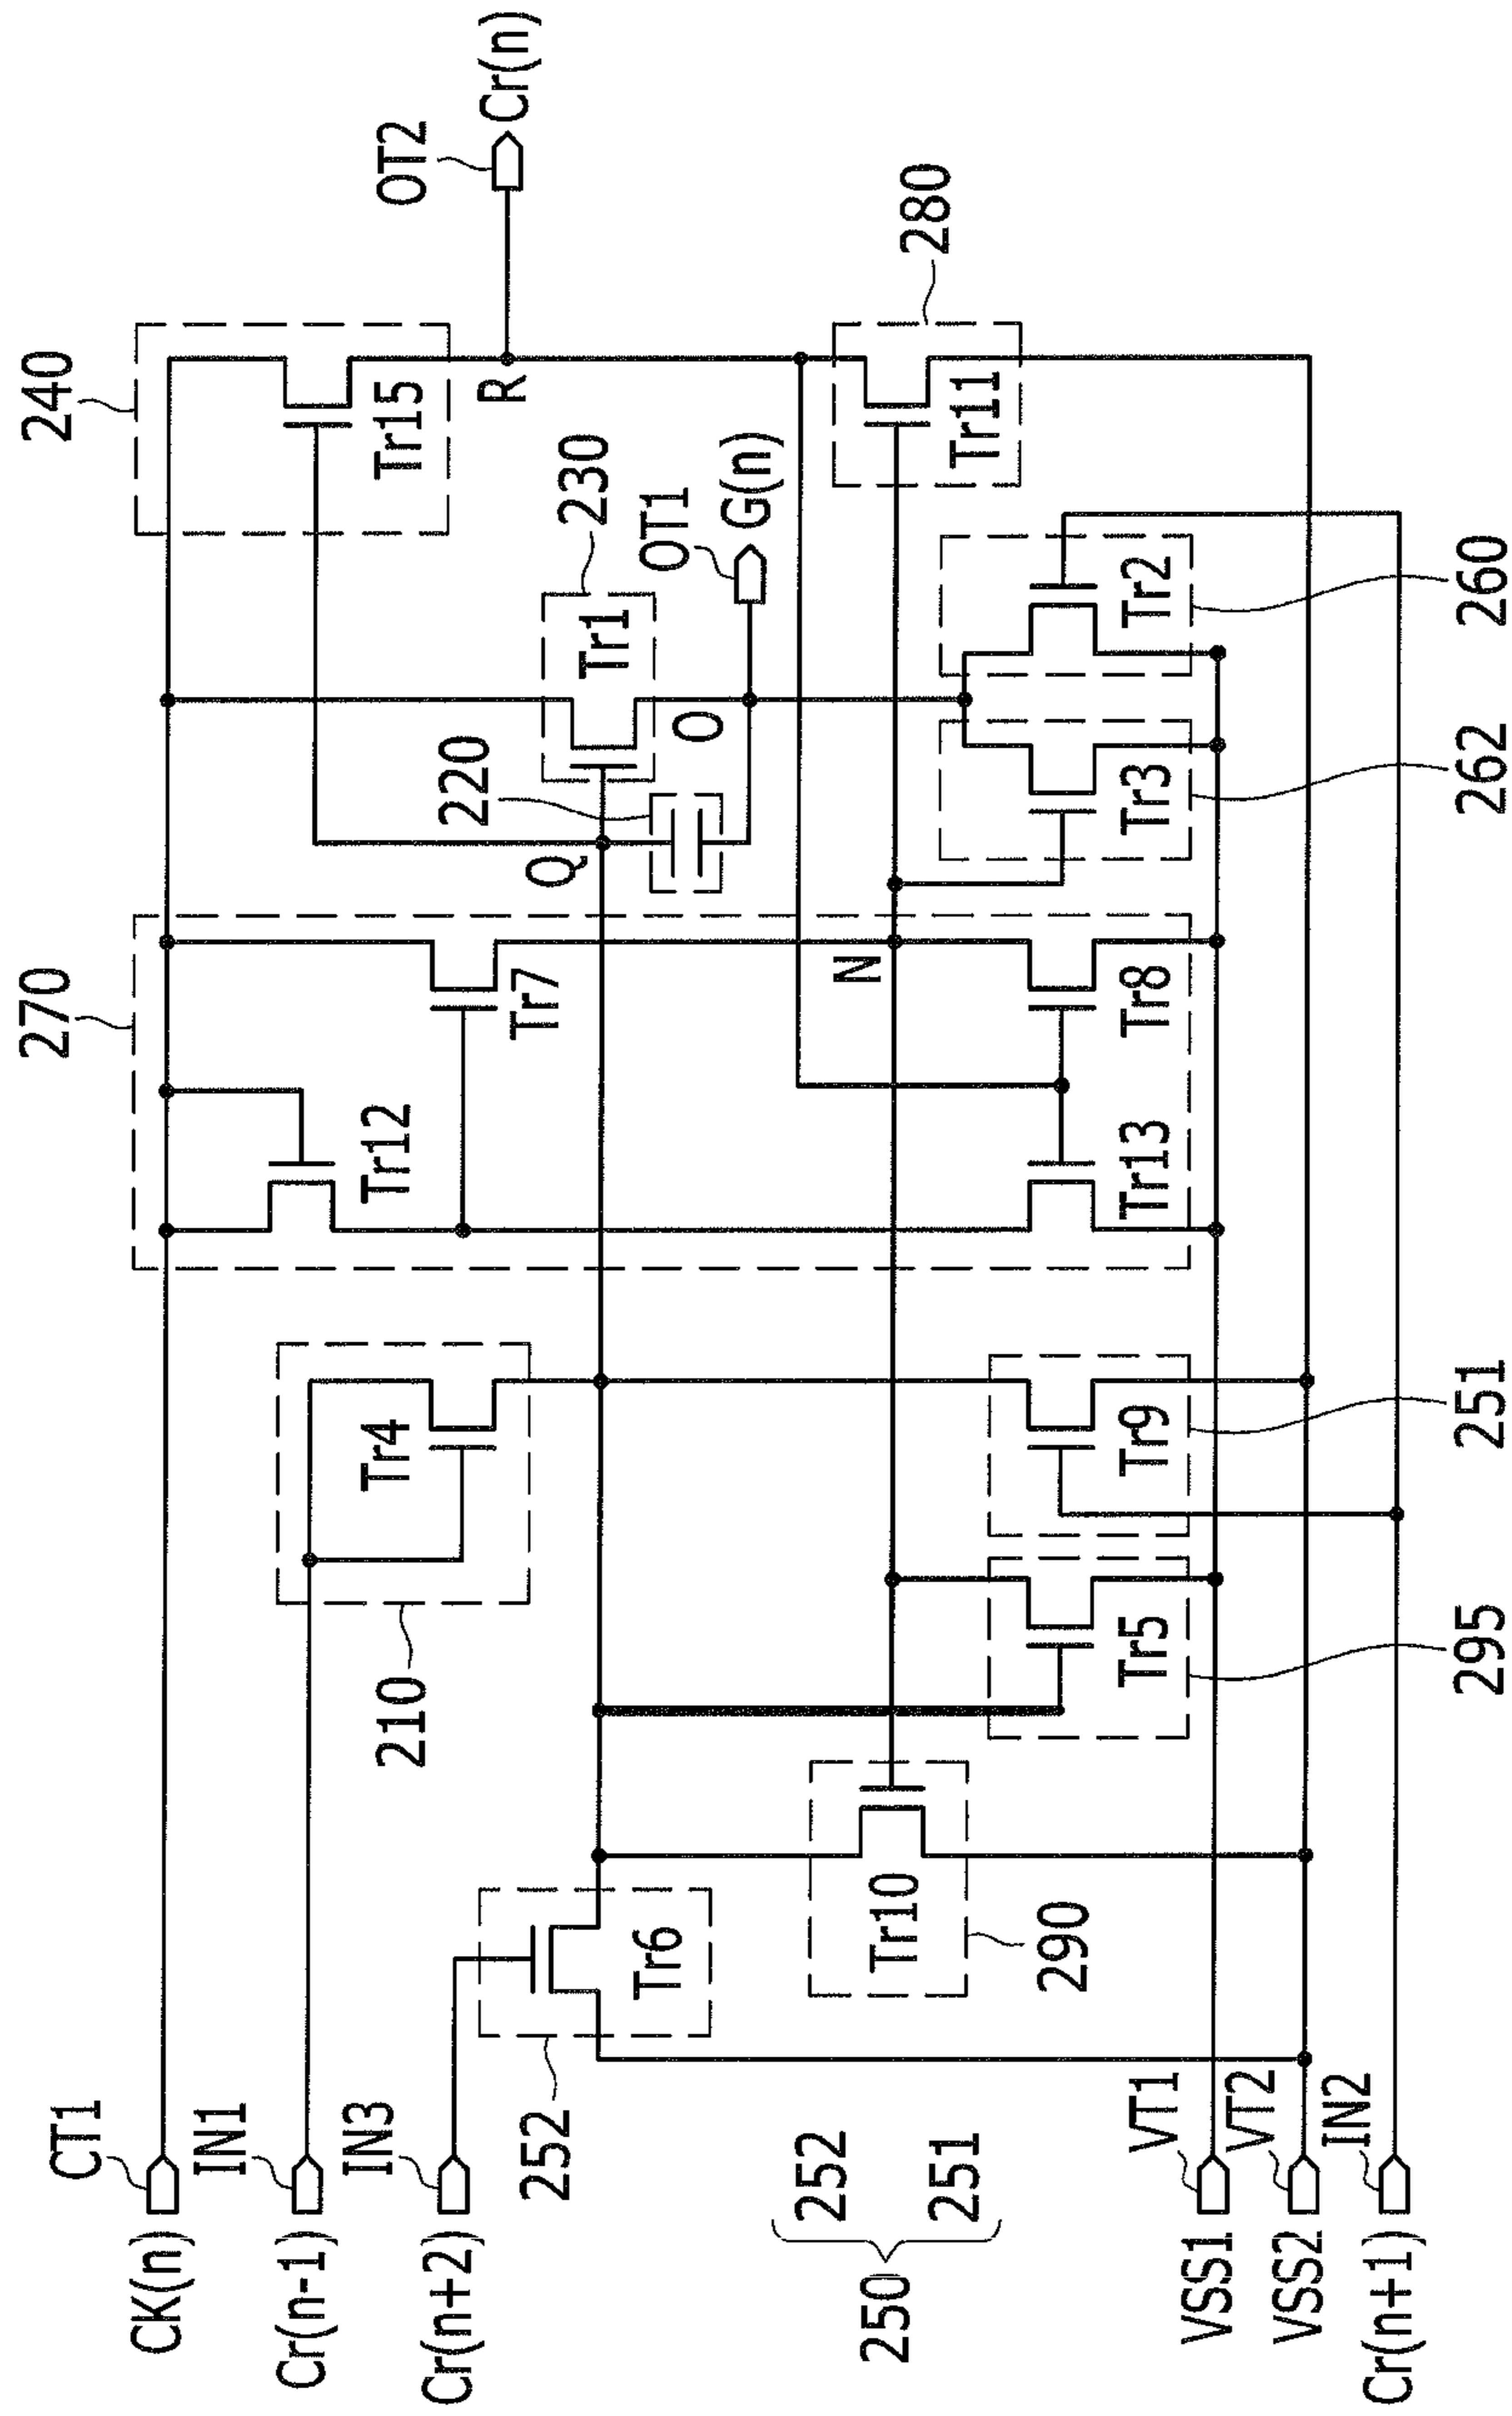 CT1
CK(n)
IN1
Cr(n-1)
IN3
Cr(n+2)
252
Tr6
210
Tr4
270
Tr12
Tr7
N
Tr13
Tr8
240
Tr15
OT2
Cr(n)
R
230
Tr1
220
Q
O
OT1
G(n)
280
Tr11
Tr3
262
Tr2
260
Tr9
251
Tr5
295
Tr10
290
250
252
251
VT1
VSS1
VT2
VSS2
IN2
Cr(n+1)